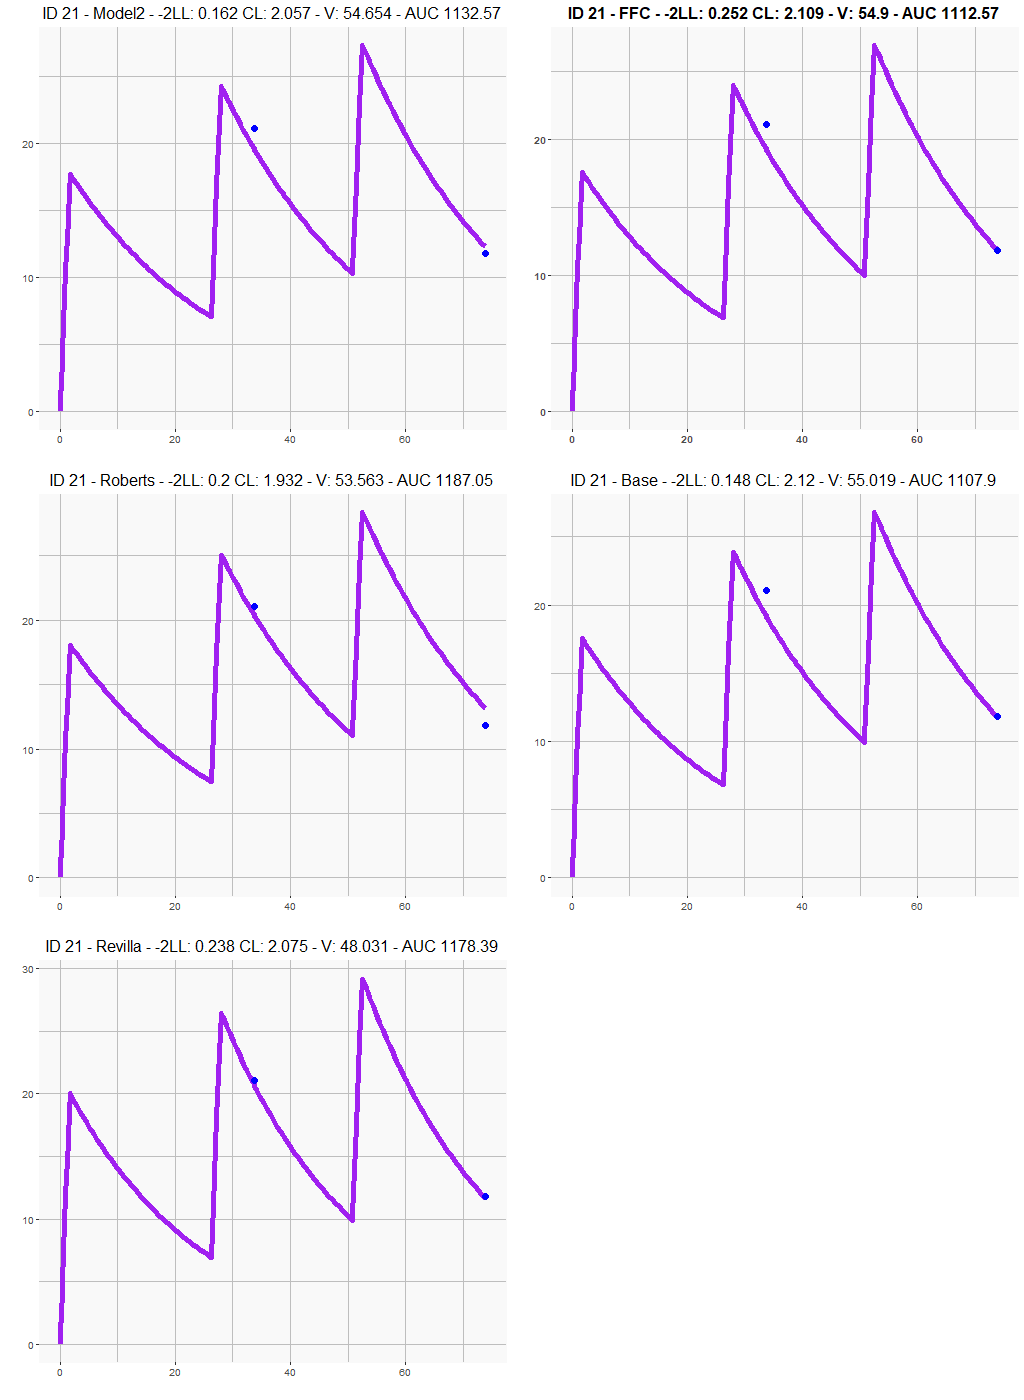 ID 21 - Model2 - -2LL: 0.162 CL: 2.057 - V: 54.654 - AUC 1132.57
20
10
0
0 20 40 60
ID 21 - FFC - -2LL: 0.252 CL: 2.109 - V: 54.9 - AUC 1112.57
20
10
0
0 20 40 60
ID 21 - Roberts - -2LL: 0.2 CL: 1.932 - V: 53.563 - AUC 1187.05
20
10
0
0 20 40 60
ID 21 - Base - -2LL: 0.148 CL: 2.12 - V: 55.019 - AUC 1107.9
20
10
0
0 20 40 60
ID 21 - Revilla - -2LL: 0.238 CL: 2.075 - V: 48.031 - AUC 1178.39
30
20
10
0
0 20 40 60